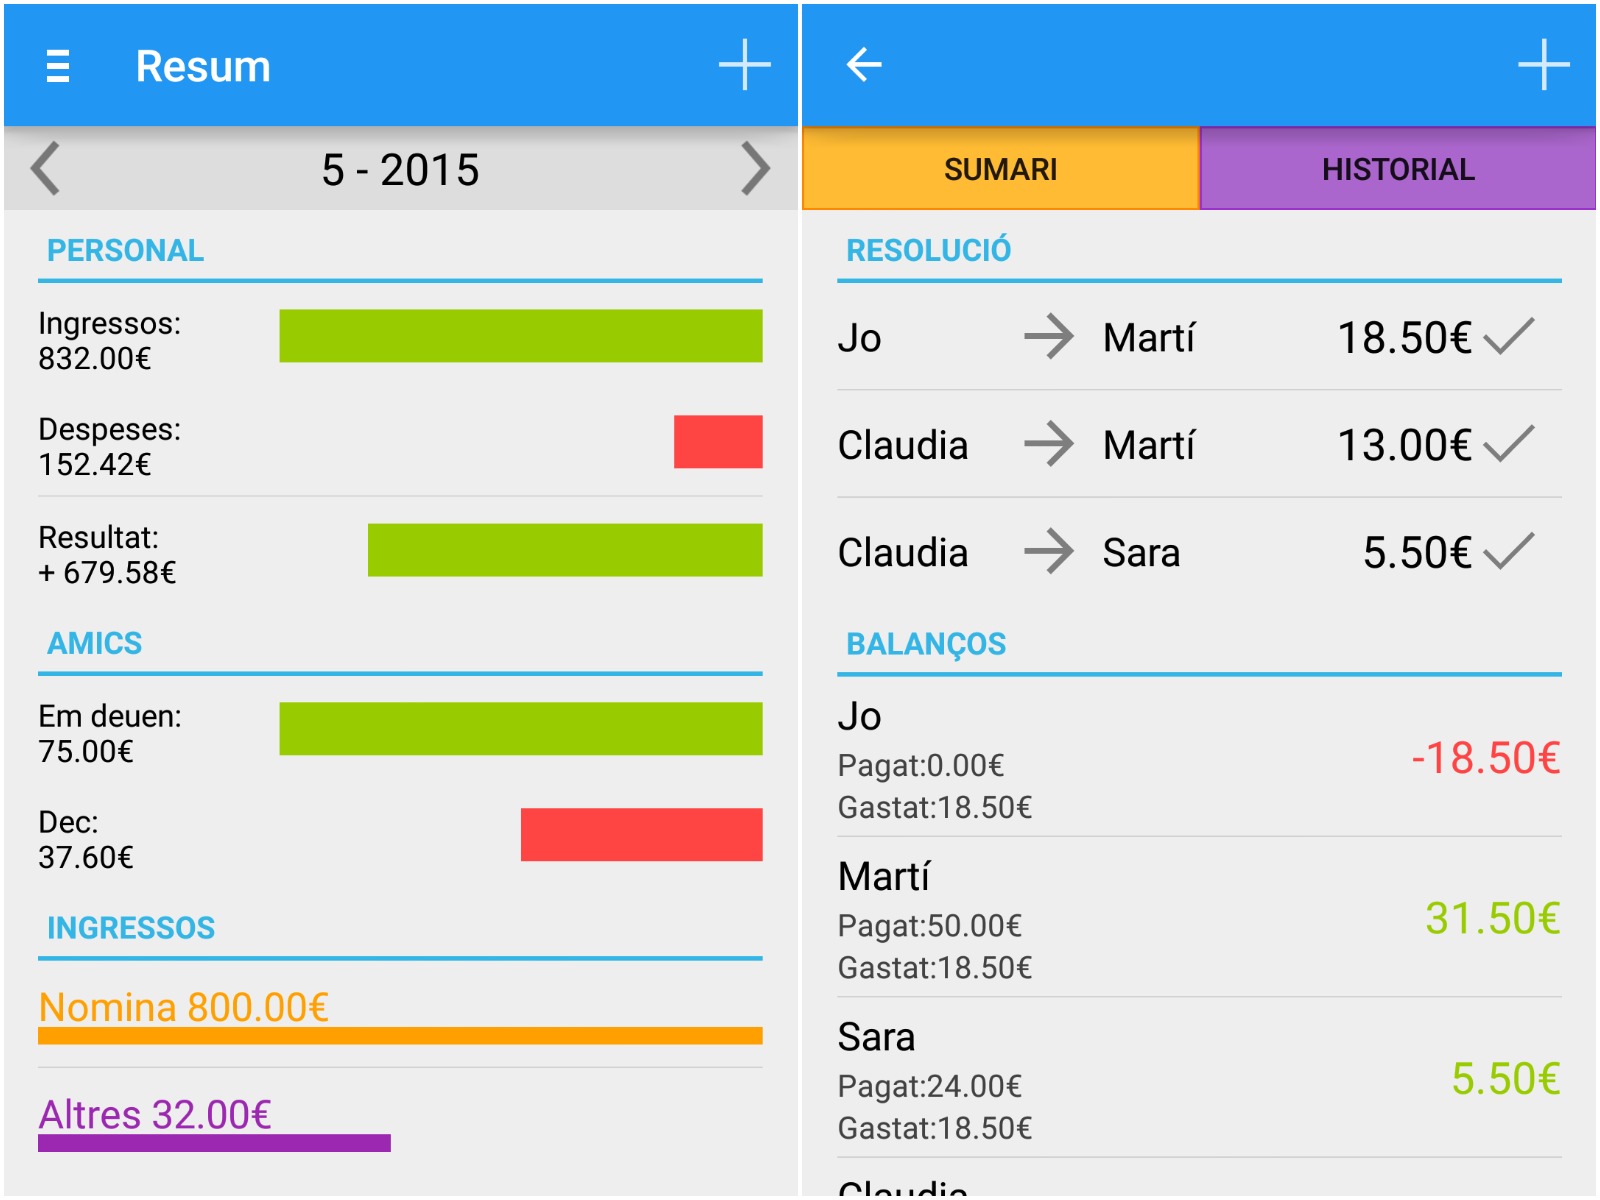 Resum
5 - 2015
PERSONAL
Ingressos:
832.00€
Despeses:
152.42€
Resultat:
+ 679.58€
AMICS
Em deuen:
75.00€
Dec:
37.60€
INGRESSOS
Nomina 800.00€
Altres 32.00€
SUMARI
HISTORIAL
RESOLUCIÓ
Jo Martí 18.50€
Claudia Martí 13.00€
Claudia Sara 5.50€
BALANÇOS
Jo
Pagat:0.00€
Gastat:18.50€
-18.50€
Martí
Pagat:50.00€
Gastat:18.50€
31.50€
Sara
Pagat:24.00€
Gastat:18.50€
5.50€
Claudia